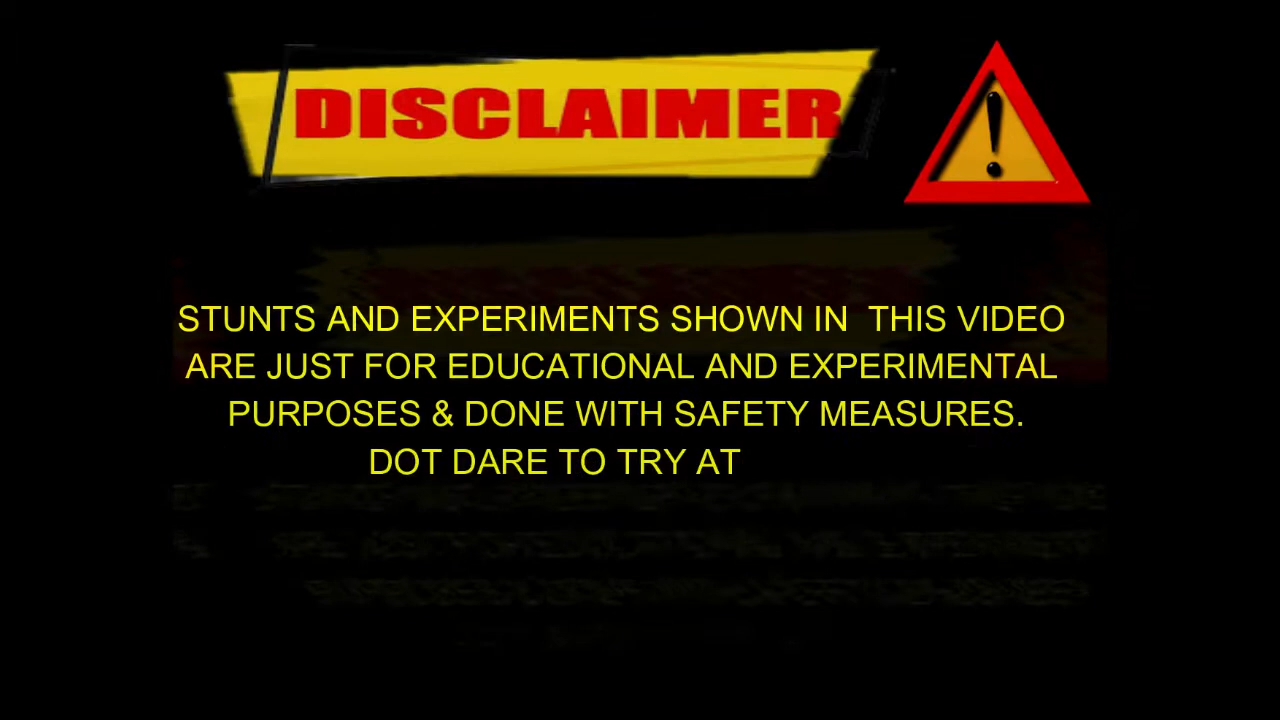 DISCLAIMER
!
STUNTS AND EXPERIMENTS SHOWN IN THIS VIDEO
ARE JUST FOR EDUCATIONAL AND EXPERIMENTAL
PURPOSES & DONE WITH SAFETY MEASURES.
DOT DARE TO TRY AT